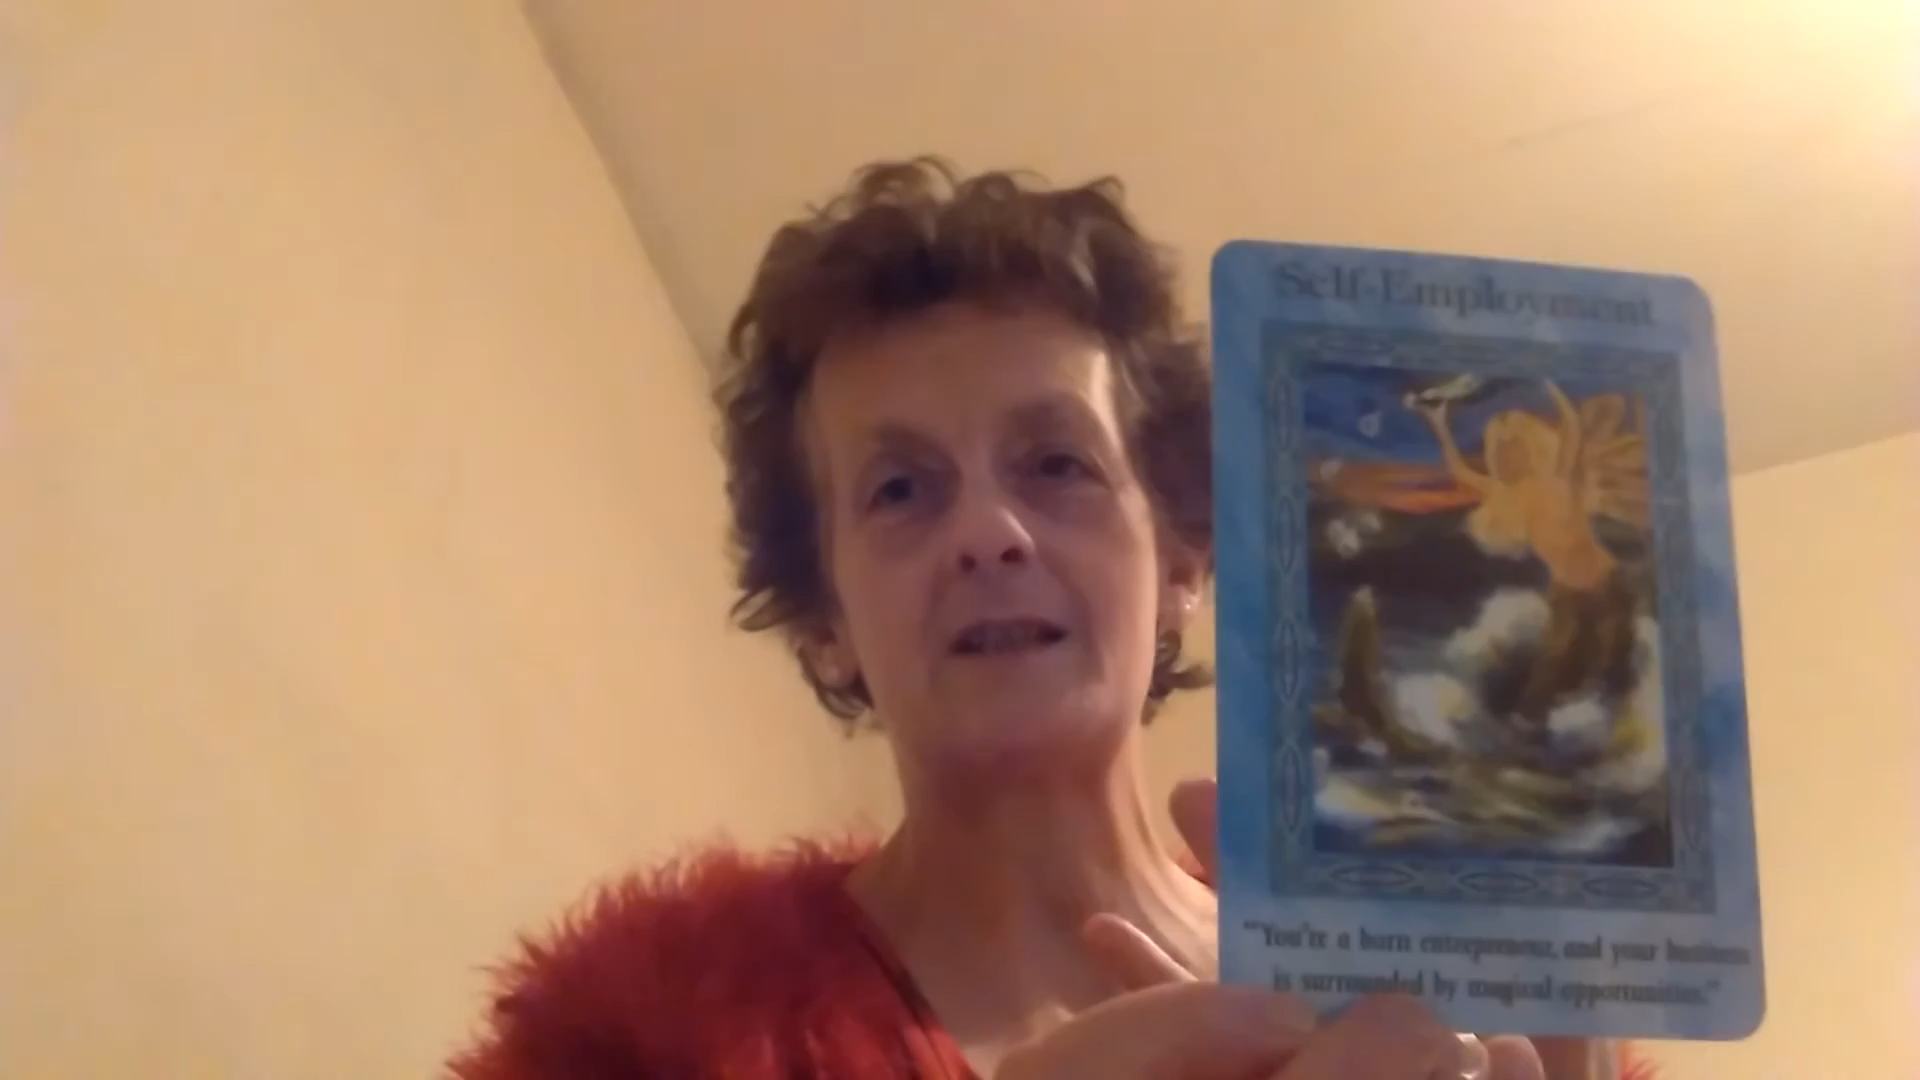 Self-Employment
"You're a born entrepreneur, and your business
is surrounded by magical opportunities."